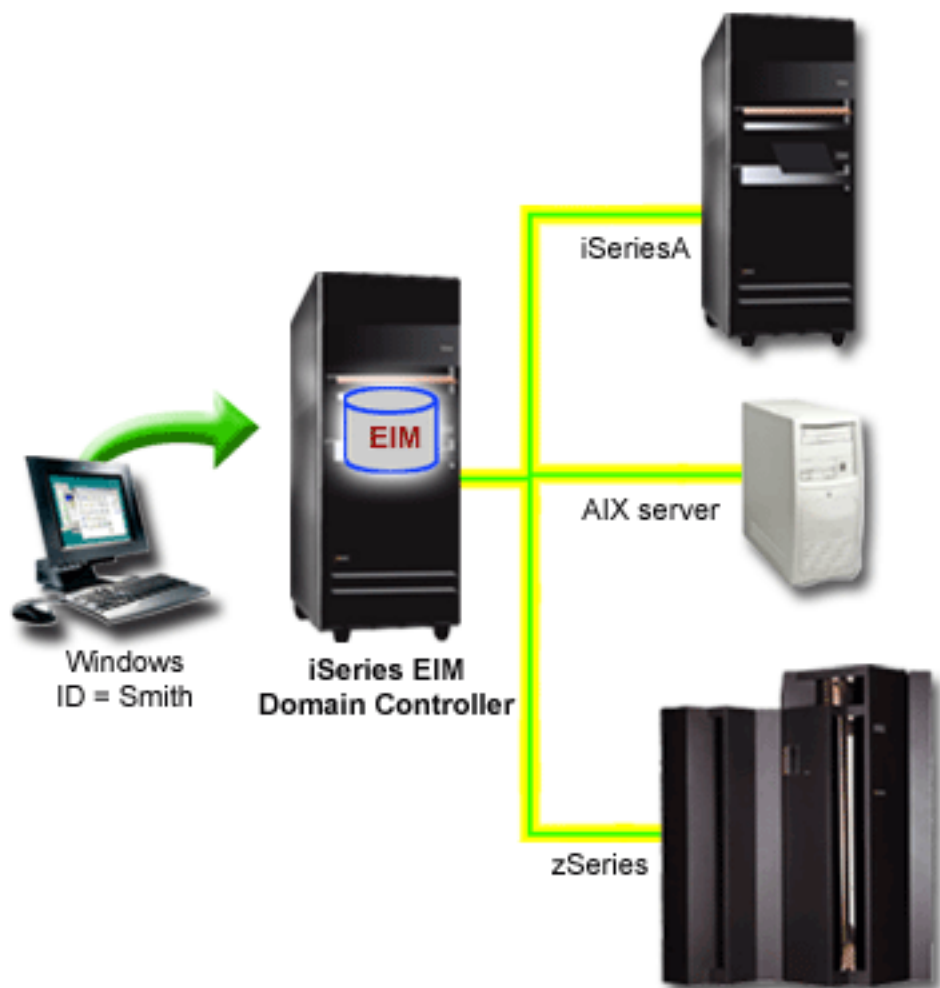 iSeriesA
EIM
AIX server
Windows
ID = Smith
iSeries EIM
Domain Controller
zSeries